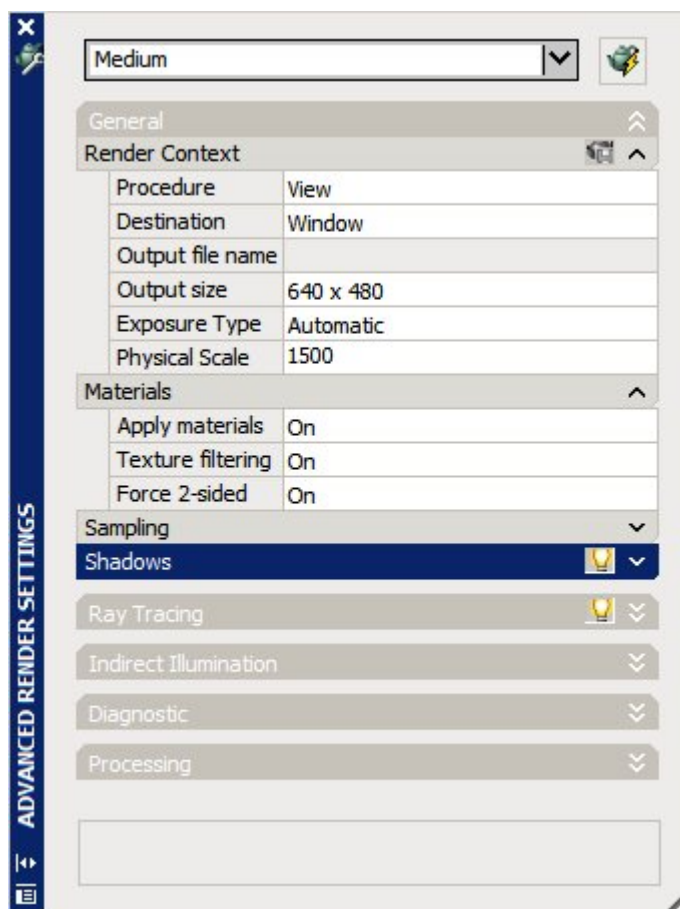 Medium
General
Render Context
Procedure View
Destination Window
Output file name
Output size 640 x 480
Exposure Type Automatic
Physical Scale 1500
Materials
Apply materials On
Texture filtering On
Force 2-sided On
Sampling
Shadows
Ray Tracing
Indirect Illumination
Diagnostic
Processing
ADVANCED RENDER SETTINGS